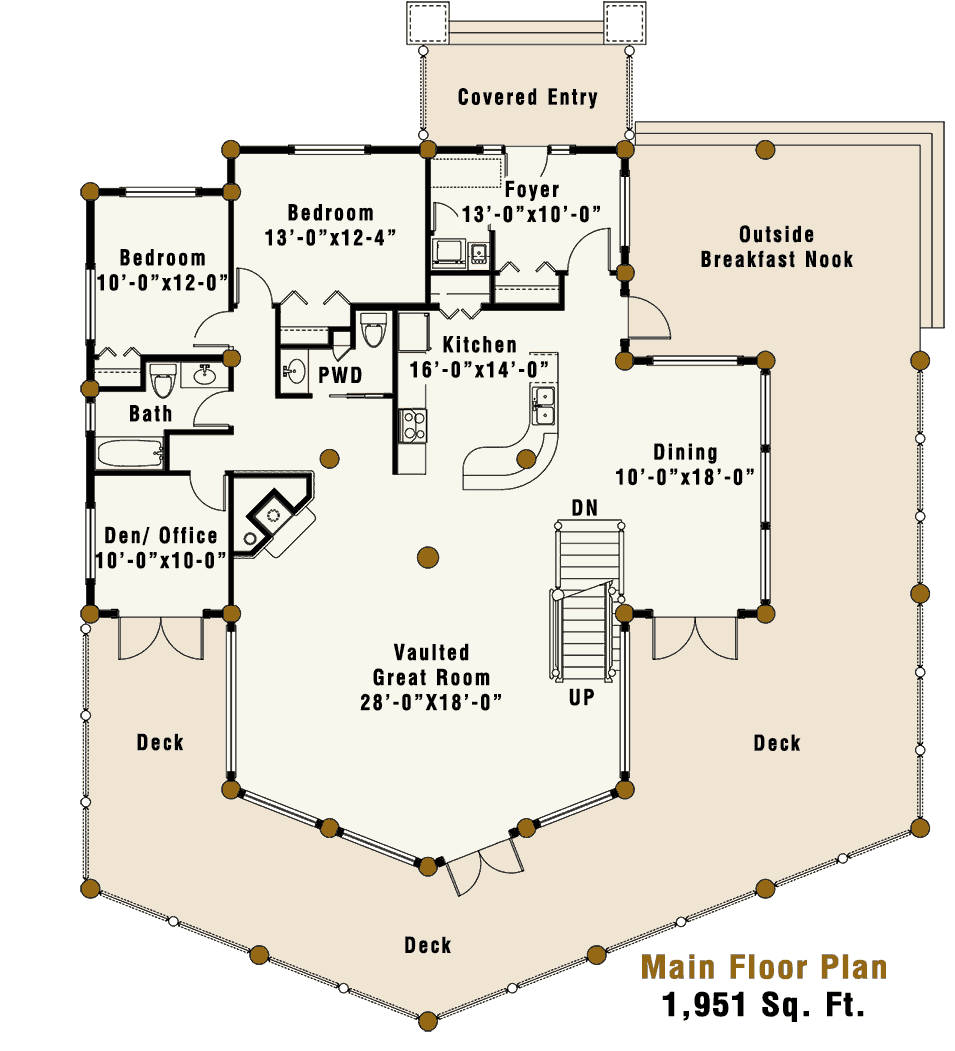 Covered Entry
Foyer
13'-0"x10'-0"
Bedroom
13'-0"x12-4"
Outside
Breakfast Nook
Bedroom
10'-0"x12-0"
Kitchen
16'-0"x14'-0"
PWD
Bath
Dining
10'-0"x18'-0"
DN
Den/ Office
10'-0"x10-0"
Vaulted
Great Room
28'-0"X18'-0"
UP
Deck
Deck
Deck
Main Floor Plan
1,951 Sq. Ft.